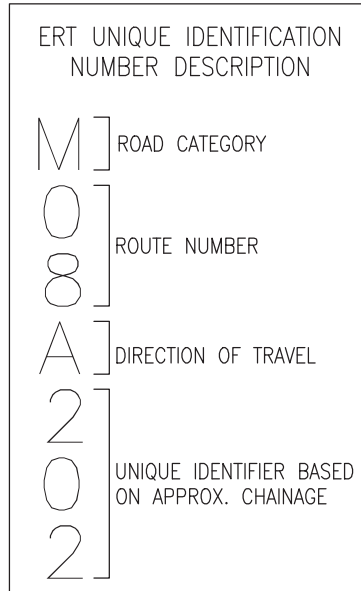 ERT UNIQUE IDENTIFICATION
NUMBER DESCRIPTION
M
ROAD CATEGORY
0
8
ROUTE NUMBER
A
DIRECTION OF TRAVEL
2
0
2
UNIQUE IDENTIFIER BASED
ON APPROX. CHAINAGE